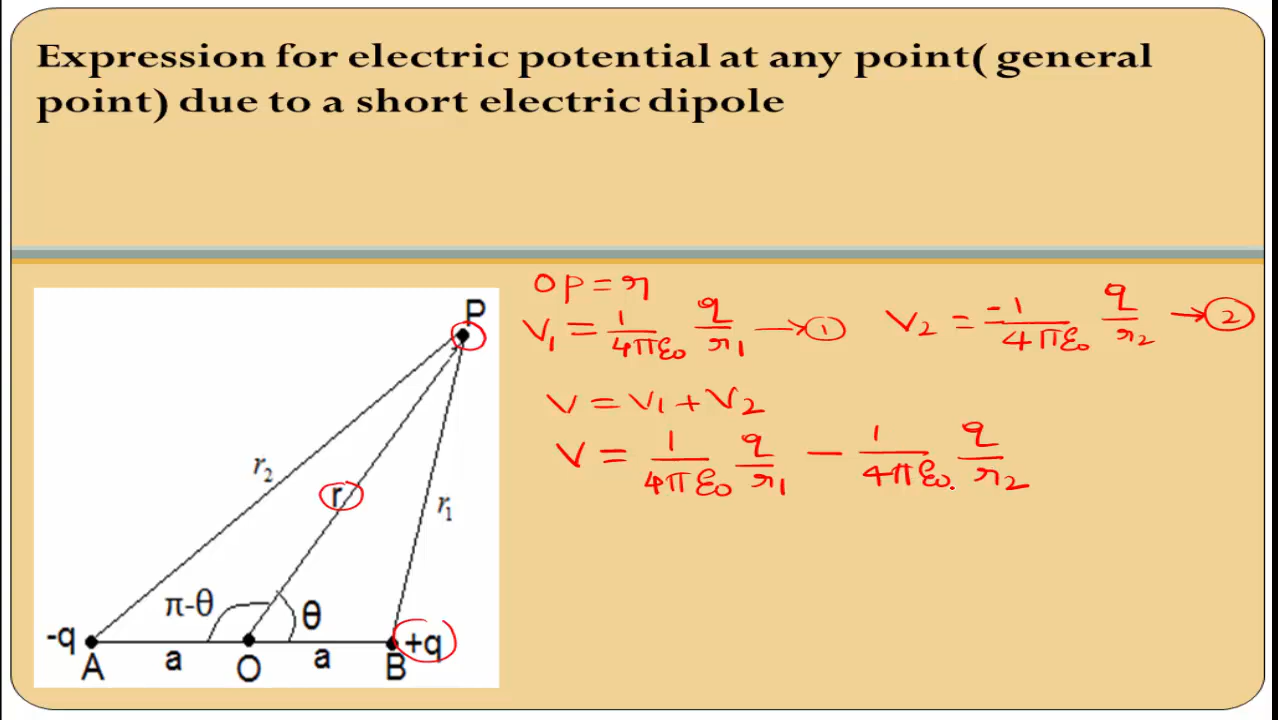 Expression for electric potential at any point( general
point) due to a short electric dipole
OP = r
V₁ = 1/4πε₀ q/r₁ → ① V₂ = -1/4πε₀ q/r₂ → ②
V = V₁ + V₂
V = 1/4πε₀ q/r₁ − 1/4πε₀ q/r₂
P
r₂
r
r₁
π-θ θ
-q +q
A a O a B